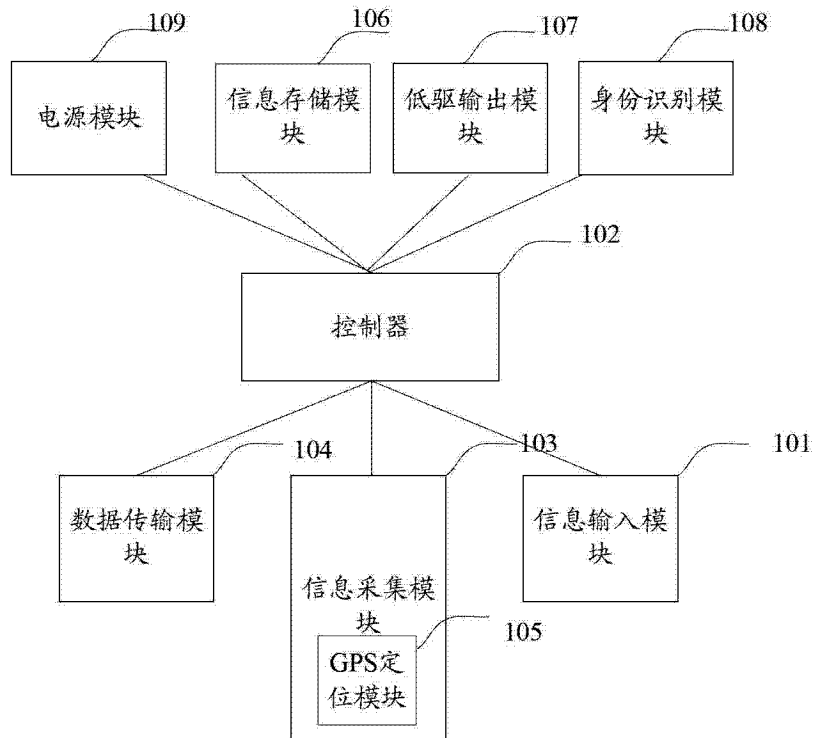 109
106
107
108
电源模块
信息存储模
块
低驱输出模
块
身份识别模
块
102
控制器
104
103
101
数据传输模
块
信息采集模
块
信息输入模
块
105
GPS定
位模块